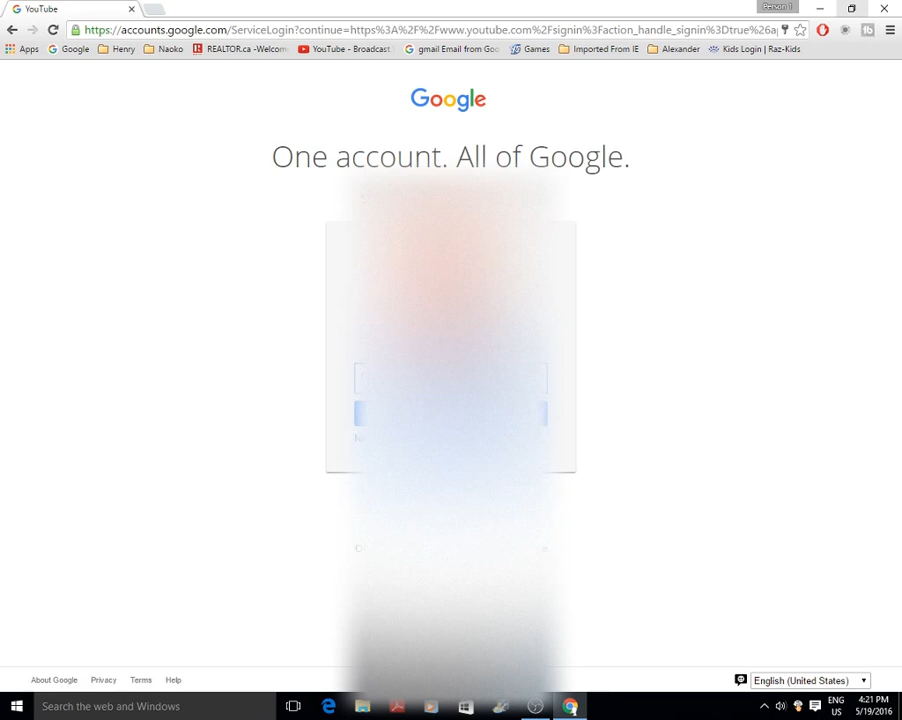 YouTube
Person 1
https://accounts.google.com/ServiceLogin?continue=https%3A%2F%2Fwww.youtube.com%2Fsignin%3Faction_handle_signin%3Dtrue%26a
Apps Google Henry Naoko REALTOR.ca -Welcom YouTube - Broadcast gmail Email from Goo Games Imported From IE Alexander Kids Login | Raz-Kids
Google
One account. All of Google.
About Google Privacy Terms Help
English (United States)
Search the web and Windows
ENG
US
4:21 PM
5/19/2016